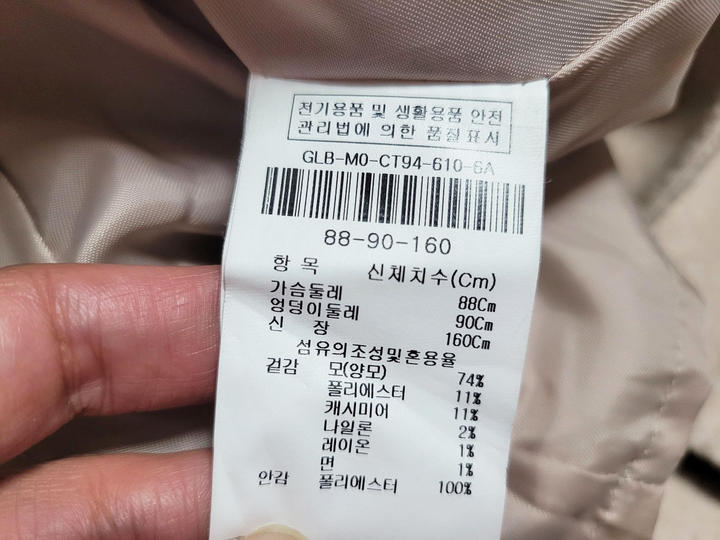 전기용품 및 생활용품 안전
관리법에 의한 품질표시
GLB-MO-CT94-610-6A
88-90-160
항 목 신체치수(Cm)
가슴둘레 88Cm
엉덩이둘레 90Cm
신 장 160Cm
섬유의조성및혼용율
겉감 모(양모) 74%
폴리에스터 11%
캐시미어 11%
나일론 2%
레이온 1%
면 1%
안감 폴리에스터 100%